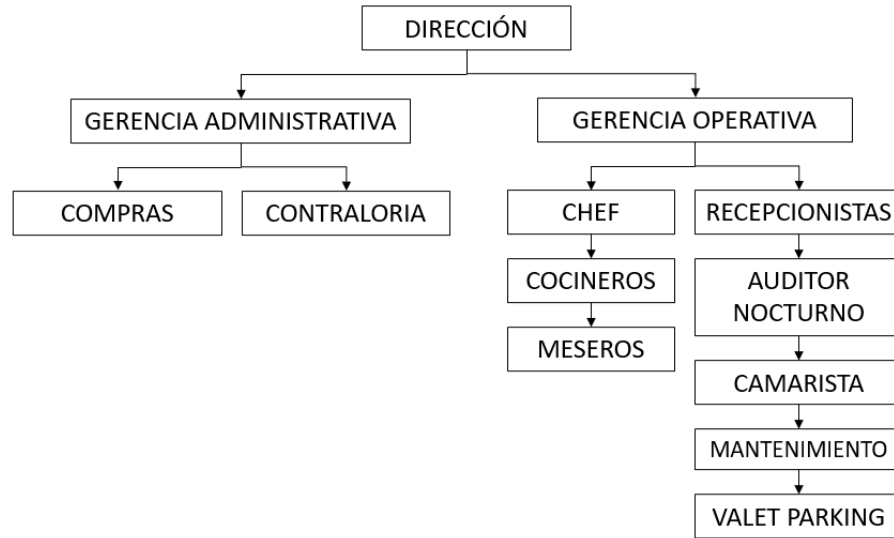 DIRECCIÓN
GERENCIA ADMINISTRATIVA
GERENCIA OPERATIVA
COMPRAS
CONTRALORIA
CHEF
RECEPCIONISTAS
COCINEROS
AUDITOR
NOCTURNO
MESEROS
CAMARISTA
MANTENIMIENTO
VALET PARKING